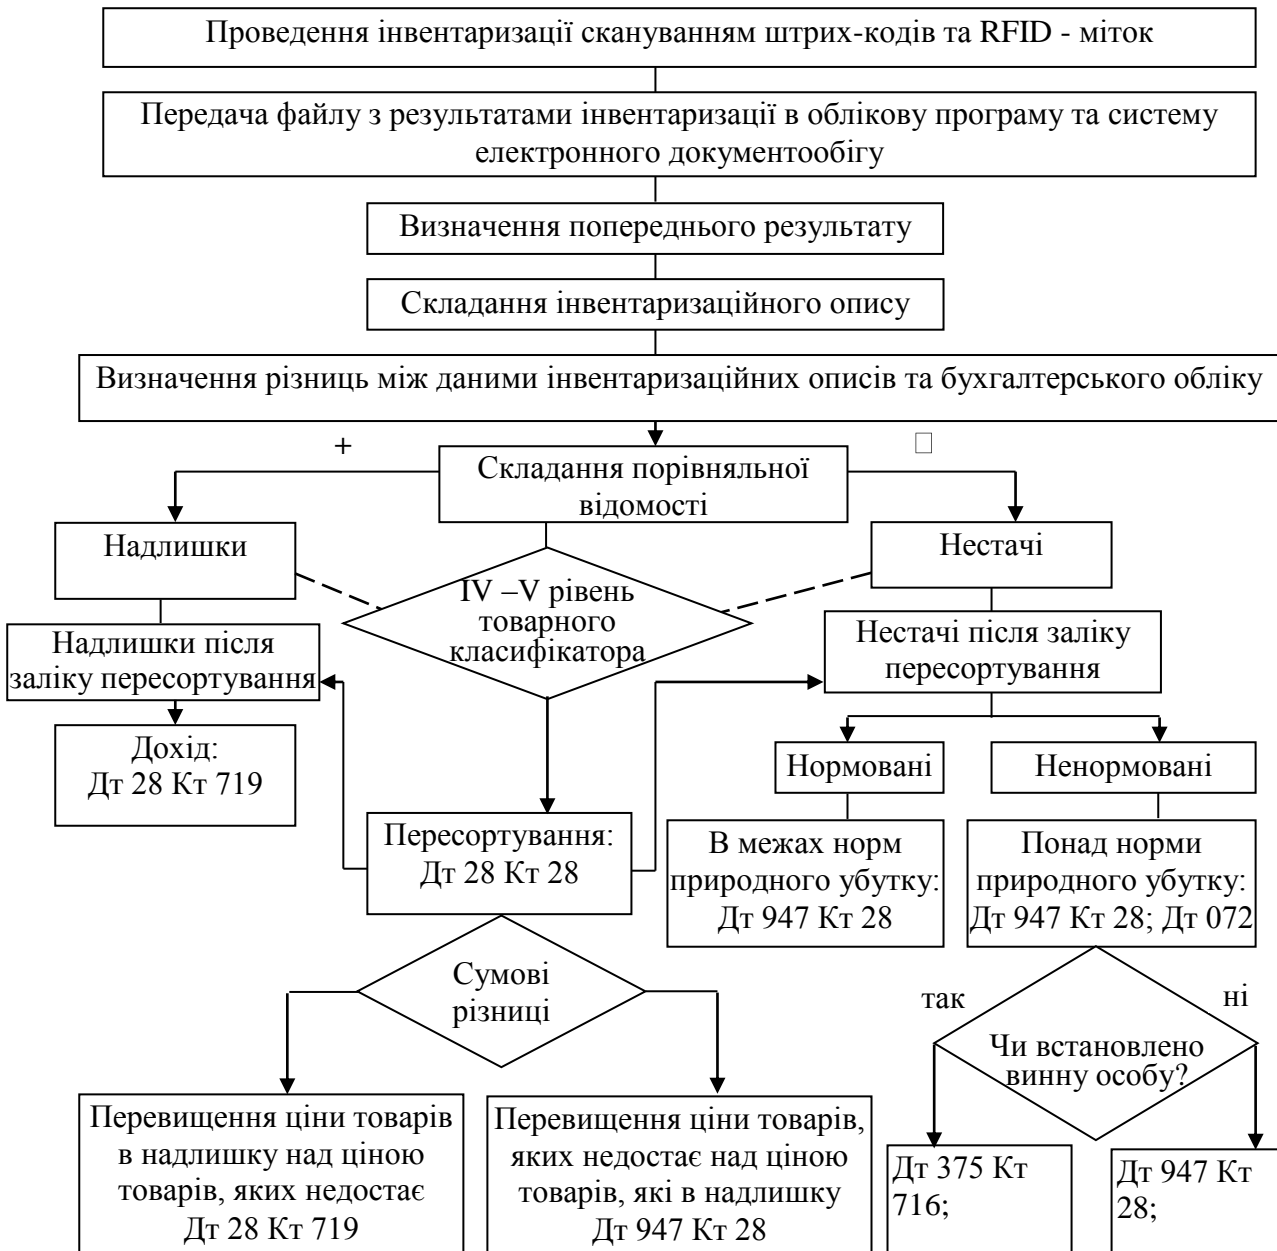 Проведення інвентаризації скануванням штрих-кодів та RFID - міток
Передача файлу з результатами інвентаризації в облікову програму та систему
електронного документообігу
Визначення попереднього результату
Складання інвентаризаційного опису
Визначення різниць між даними інвентаризаційних описів та бухгалтерського обліку
+
Складання порівняльної
відомості
Надлишки
Нестачі
IV –V рівень
товарного
класифікатора
Надлишки після
заліку пересортування
Нестачі після заліку
пересортування
Дохід:
Дт 28 Кт 719
Нормовані
Ненормовані
Пересортування:
Дт 28 Кт 28
В межах норм
природного убутку:
Дт 947 Кт 28
Понад норми
природного убутку:
Дт 947 Кт 28; Дт 072
Сумові
різниці
так
ні
Чи встановлено
винну особу?
Перевищення ціни товарів
в надлишку над ціною
товарів, яких недостає
Дт 28 Кт 719
Перевищення ціни товарів,
яких недостає над ціною
товарів, які в надлишку
Дт 947 Кт 28
Дт 375 Кт
716;
Дт 947 Кт
28;